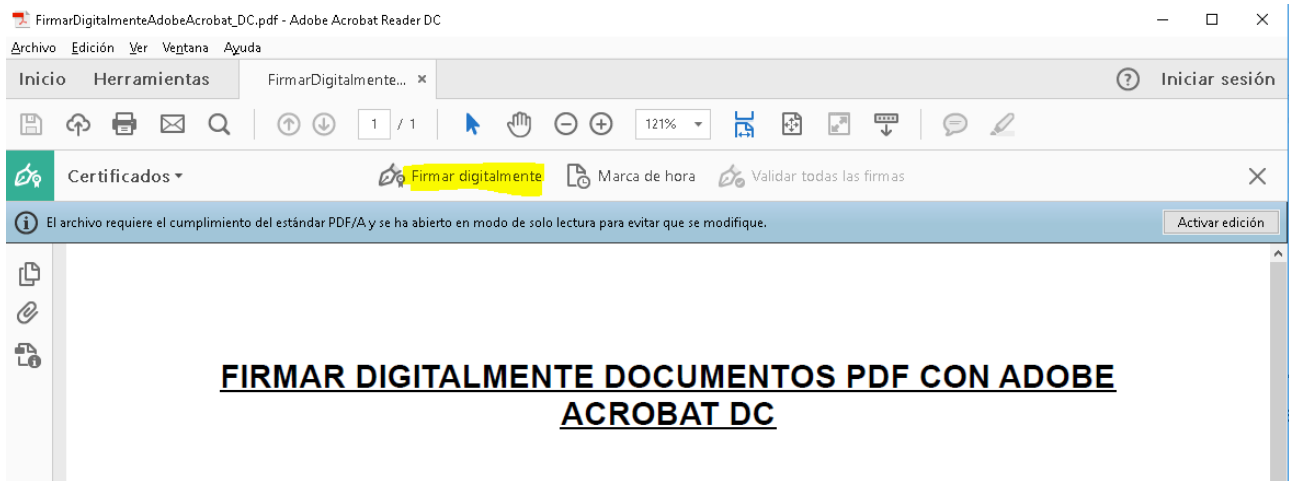 FirmarDigitalmenteAdobeAcrobat_DC.pdf - Adobe Acrobat Reader DC
Archivo Edición Ver Ventana Ayuda
Inicio Herramientas FirmarDigitalmente... × ? Iniciar sesión
1 / 1 121%
Certificados Firmar digitalmente Marca de hora Validar todas las firmas
El archivo requiere el cumplimiento del estándar PDF/A y se ha abierto en modo de solo lectura para evitar que se modifique. Activar edición
FIRMAR DIGITALMENTE DOCUMENTOS PDF CON ADOBE
ACROBAT DC